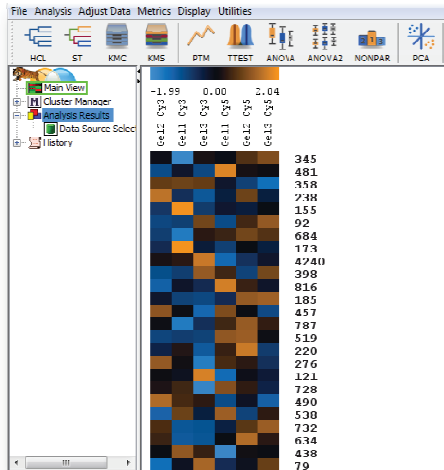 File Analysis Adjust Data Metrics Display Utilities
HCL ST KMC KMS PTM TTEST ANOVA ANOVA2 NONPAR PCA
Main View
Cluster Manager
Analysis Results
Data Source Select
History
-1.99 0.00 2.04
Gel2 Cy3
Gel1 Cy3
Gel3 Cy3
Gel1 Cy5
Gel2 Cy5
Gel3 Cy5
345
481
358
238
155
92
684
173
4240
398
816
185
457
787
519
220
276
121
728
490
538
732
634
438
79